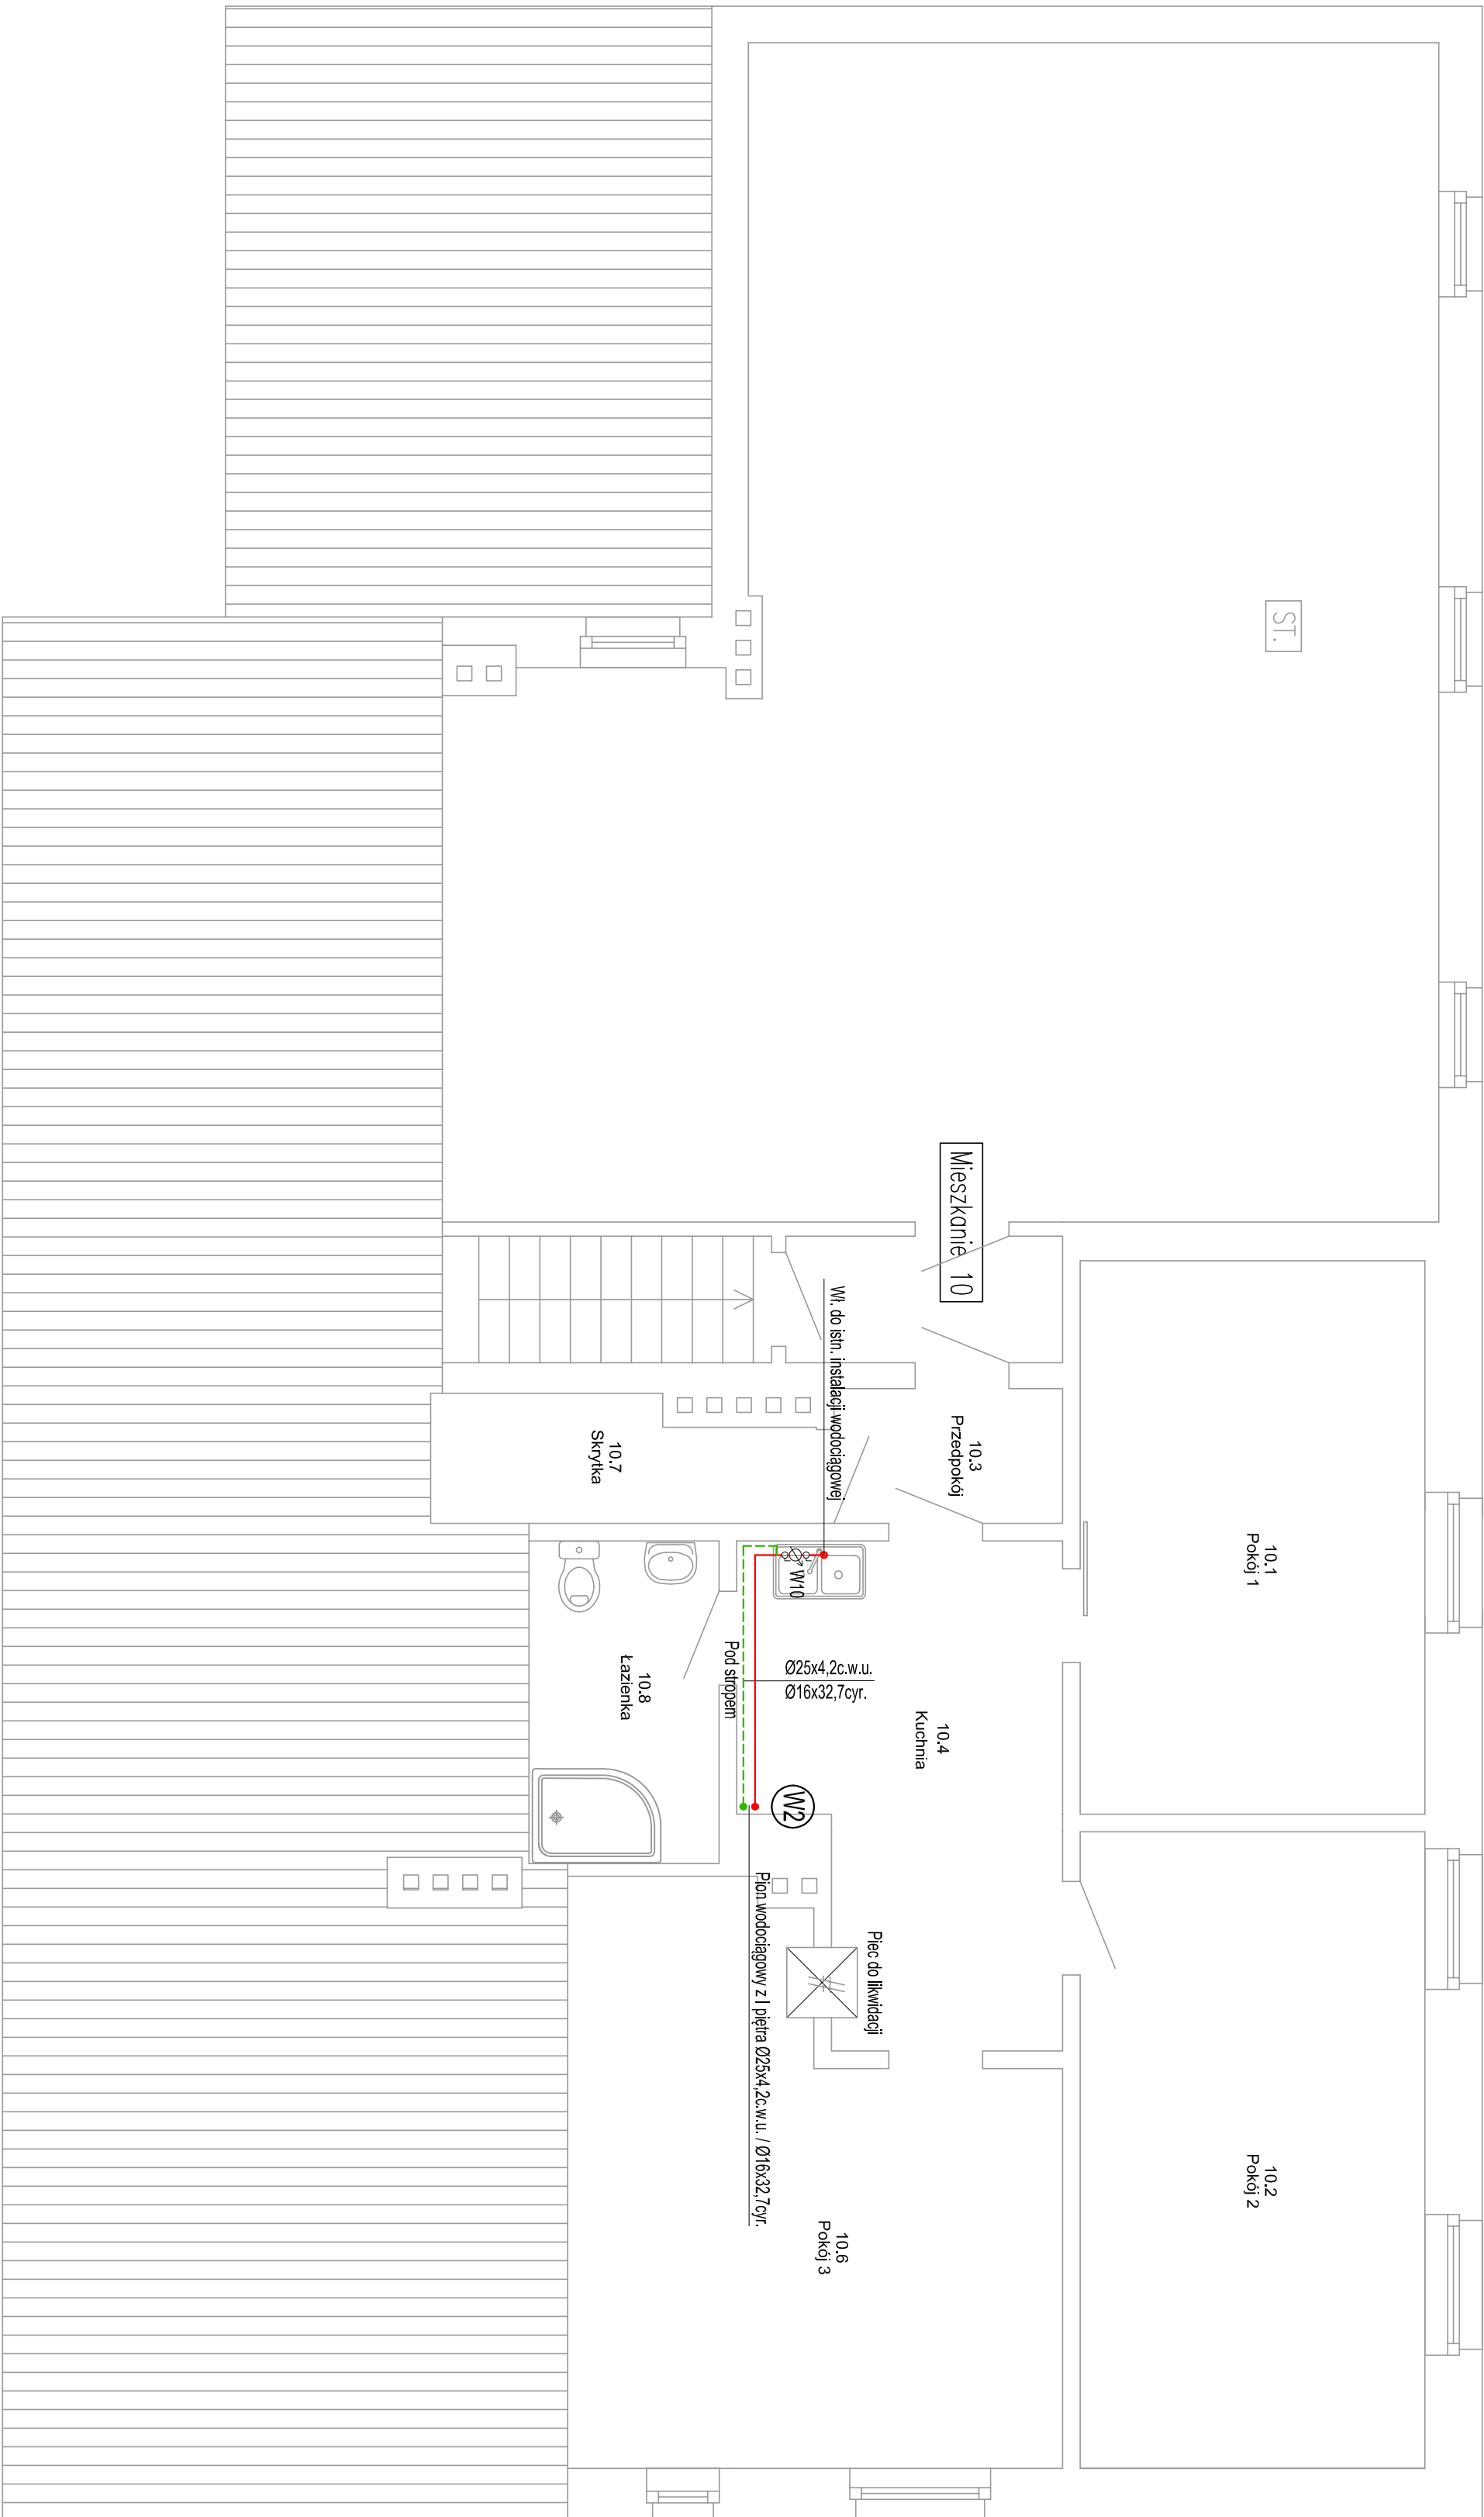 ST.
Mieszkanie 10
10.1
Pokój 1
10.3
Przedpokój
Wł. do istn. instalacji wodociągowej
10.7
Skrytka
W10
Ø25x4,2c.w.u.
Ø16x32,7cyr.
Pod stropem
10.8
Łazienka
10.4
Kuchnia
W2
Piec do likwidacji
Pion wodociągowy z I piętra Ø25x4,2c.w.u. / Ø16x32,7cyr.
10.2
Pokój 2
10.6
Pokój 3